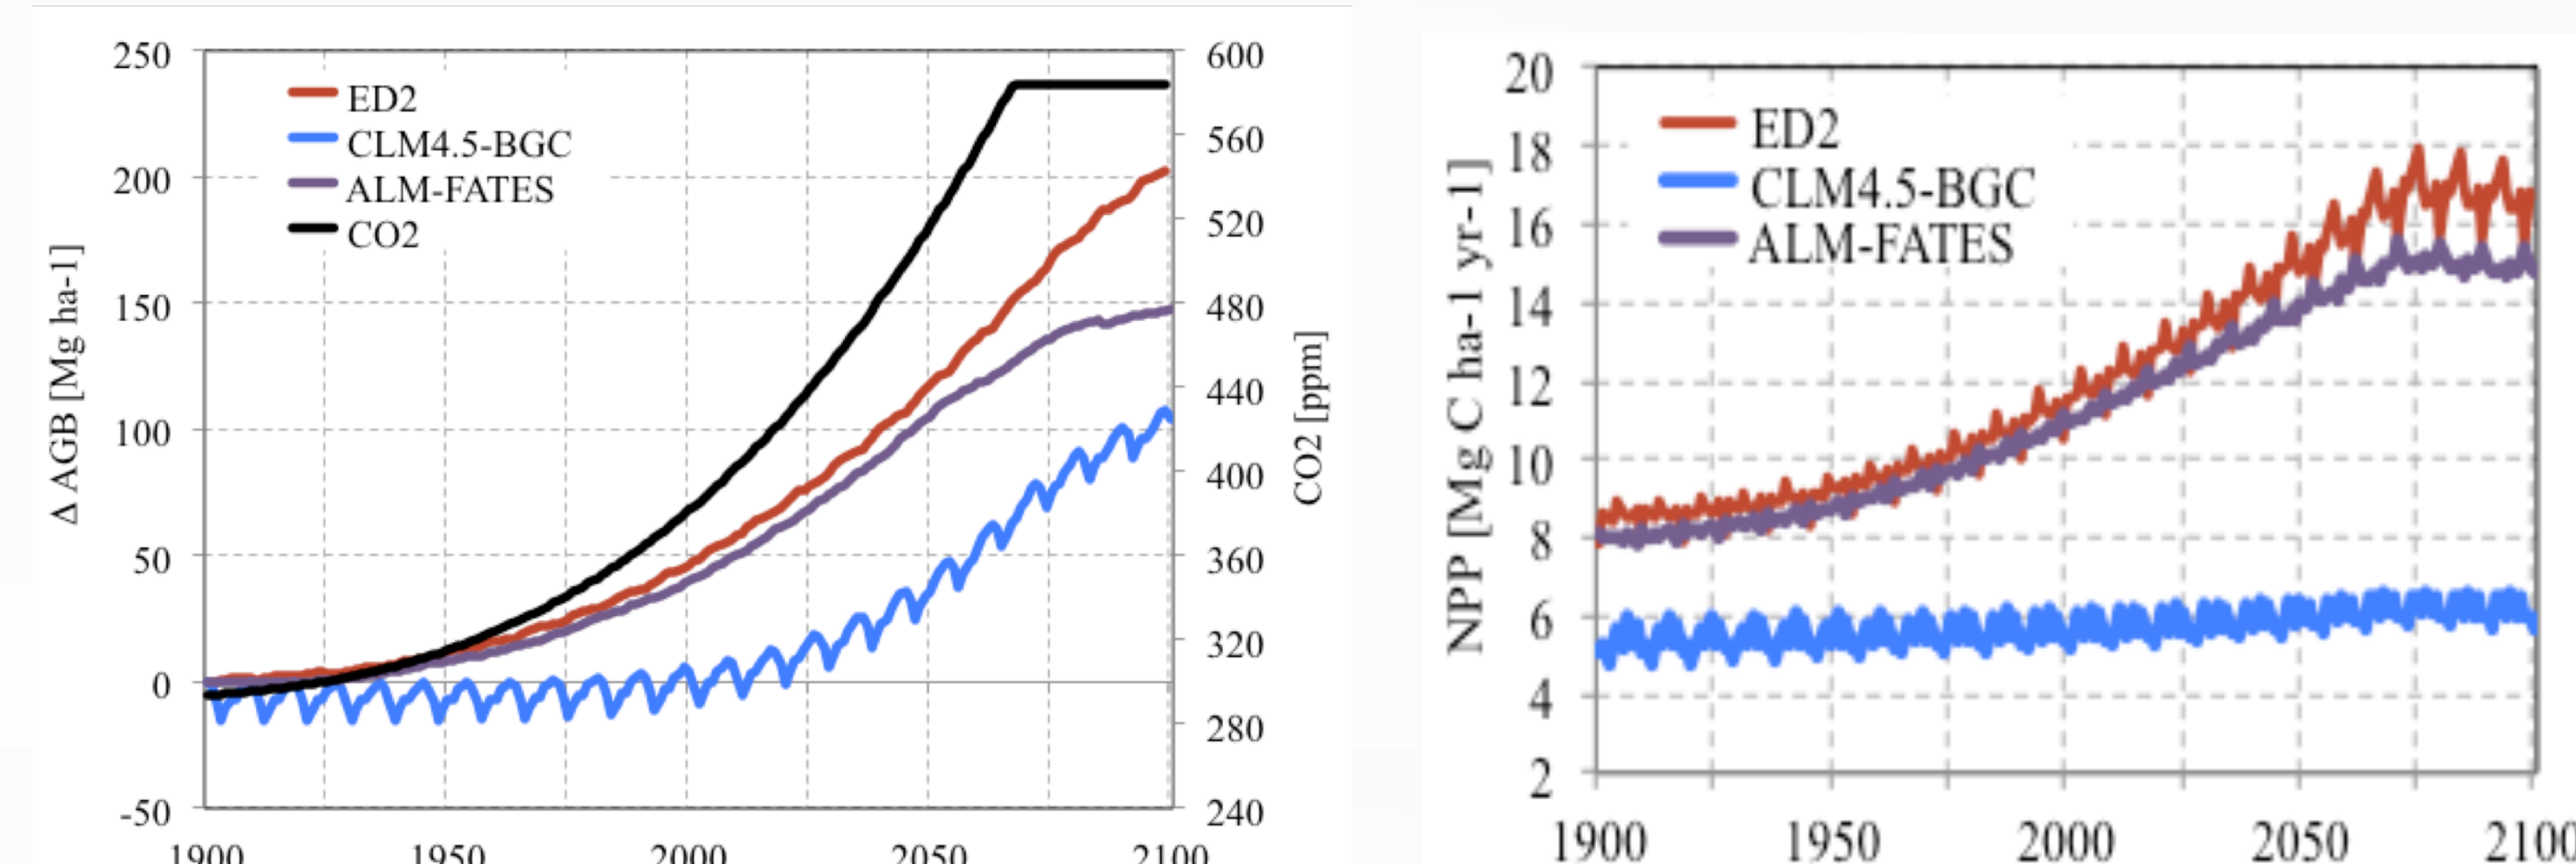 250
200
150
100
50
0
-50
Δ AGB [Mg ha-1]
ED2
CLM4.5-BGC
ALM-FATES
CO2
600
560
520
480
440
400
360
320
280
240
CO2 [ppm]
1900 1950 2000 2050 2100
20
18
16
14
12
10
8
6
4
2
NPP [Mg C ha-1 yr-1]
ED2
CLM4.5-BGC
ALM-FATES
1900 1950 2000 2050 2100